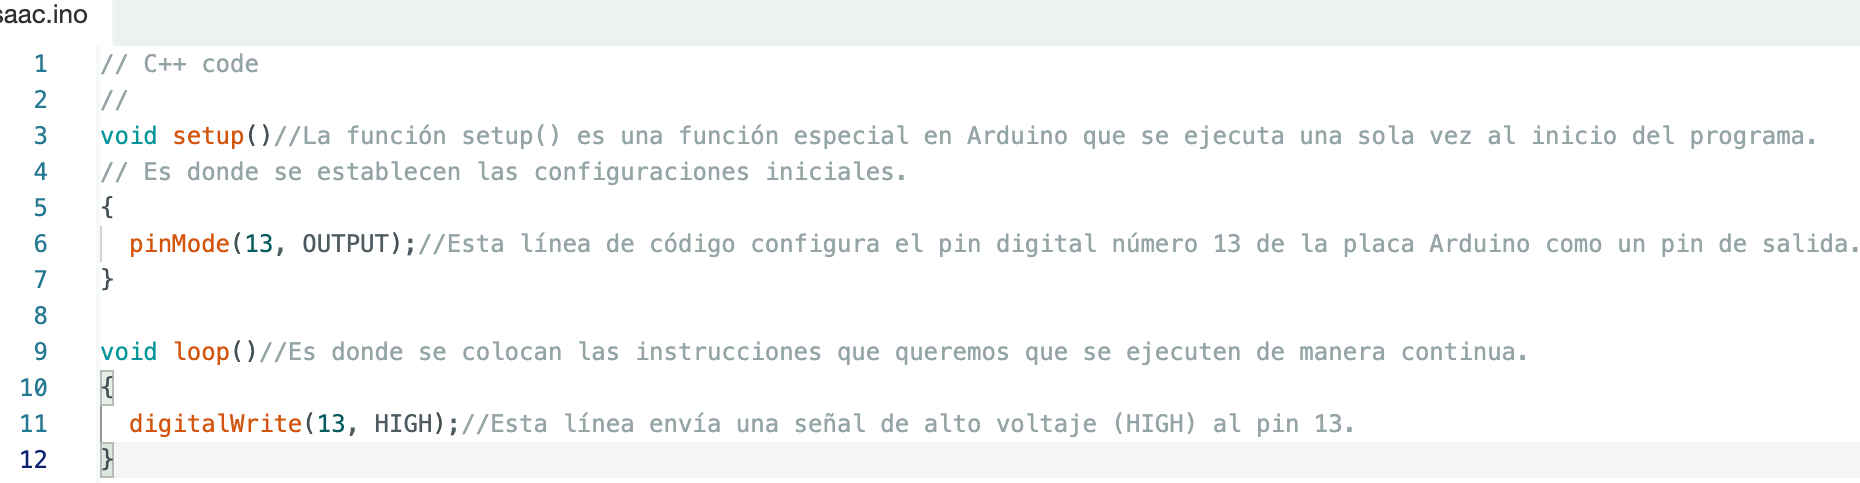 saac.ino
1 // C++ code
2 //
3 void setup()//La función setup() es una función especial en Arduino que se ejecuta una sola vez al inicio del programa.
4 // Es donde se establecen las configuraciones iniciales.
5 {
6 pinMode(13, OUTPUT);//Esta línea de código configura el pin digital número 13 de la placa Arduino como un pin de salida.
7 }
8
9 void loop()//Es donde se colocan las instrucciones que queremos que se ejecuten de manera continua.
10 {
11 digitalWrite(13, HIGH);//Esta línea envía una señal de alto voltaje (HIGH) al pin 13.
12 }